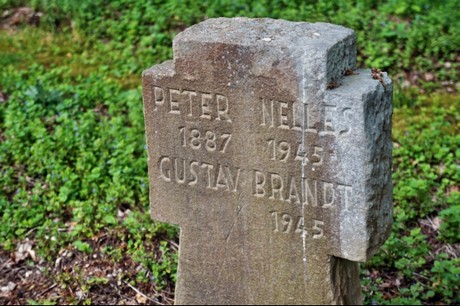 PETER NELLES
1887 1945
GUSTAV BRANDT
1945